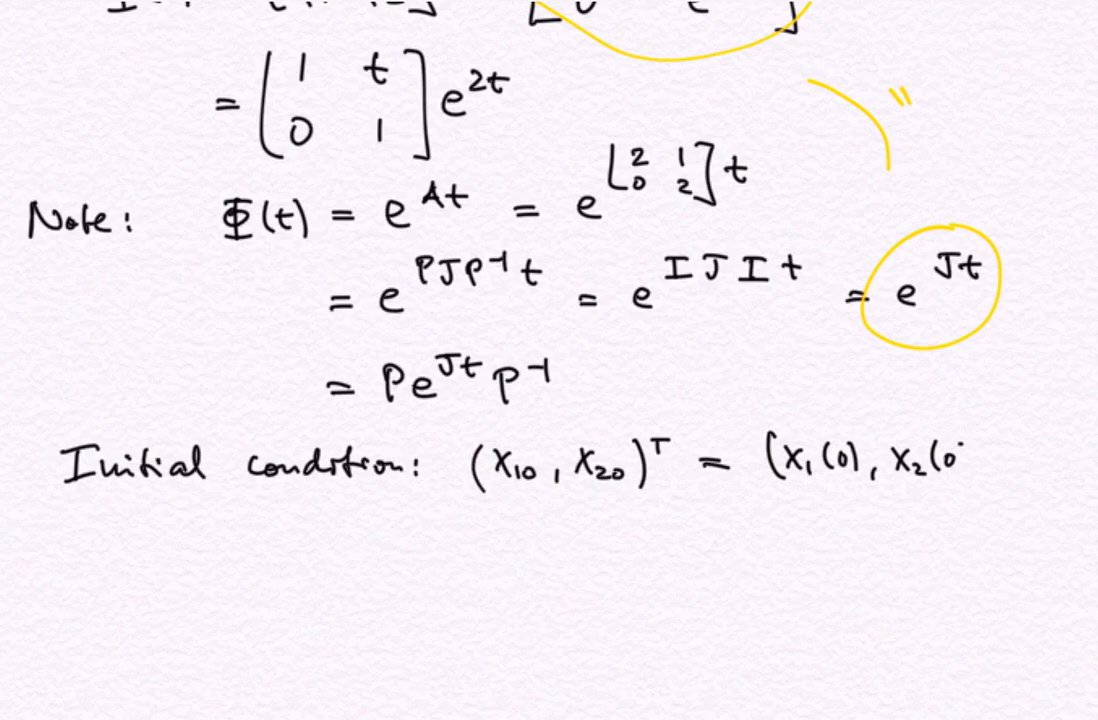 = [1 t
0 1] e^{2t}
Note: Φ(t) = e^{At} = e^{[2 1
0 2]t}
= e^{PJP^{-1}t} = e^{IJIt} = e^{Jt}
= Pe^{Jt}P^{-1}
Initial condition: (x₁₀, x₂₀)ᵀ = (x₁(0), x₂(0